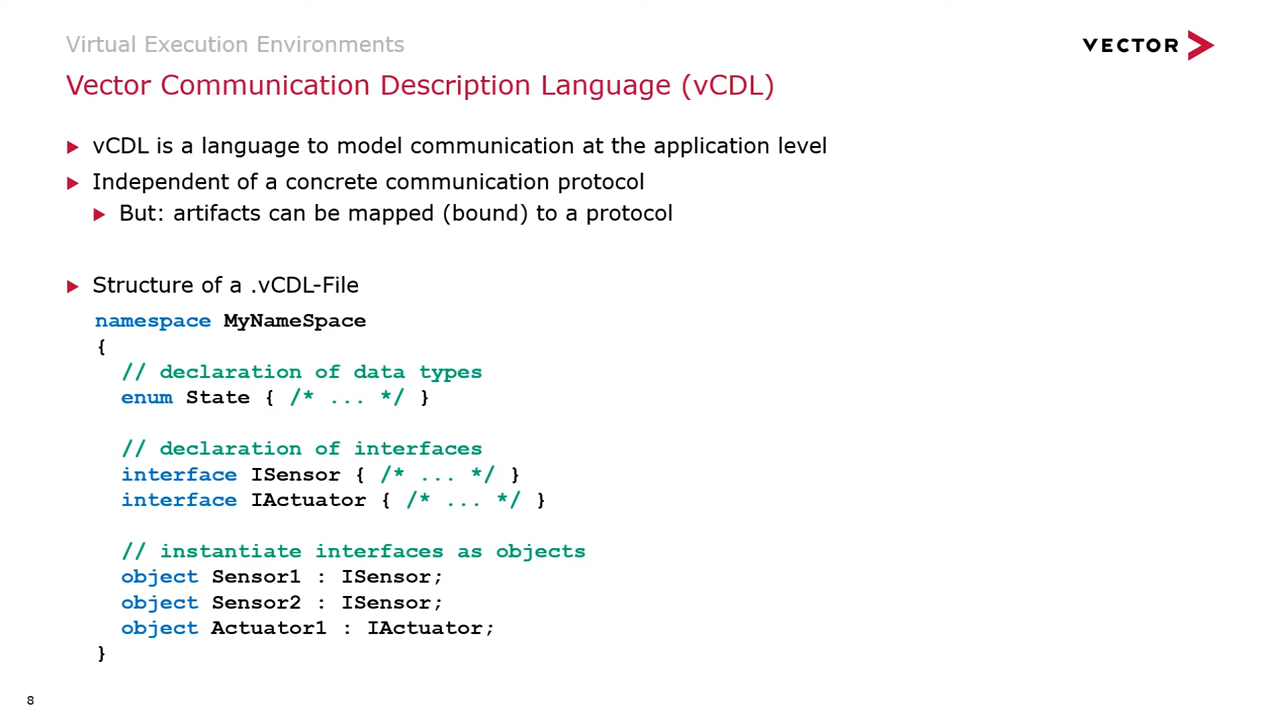 Virtual Execution Environments
VECTOR
Vector Communication Description Language (vCDL)
vCDL is a language to model communication at the application level
Independent of a concrete communication protocol
But: artifacts can be mapped (bound) to a protocol
Structure of a .vCDL-File
namespace MyNameSpace
{
// declaration of data types
enum State { /* ... */ }
// declaration of interfaces
interface ISensor { /* ... */ }
interface IActuator { /* ... */ }
// instantiate interfaces as objects
object Sensor1 : ISensor;
object Sensor2 : ISensor;
object Actuator1 : IActuator;
}
8